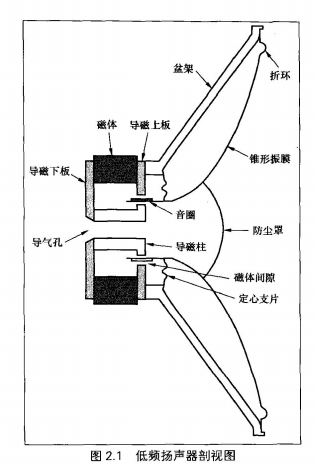 盆架
折环
磁体
导磁上板
导磁下板
锥形振膜
音圈
防尘罩
导气孔
导磁柱
磁体间隙
定心支片
图 2.1 低频扬声器剖视图